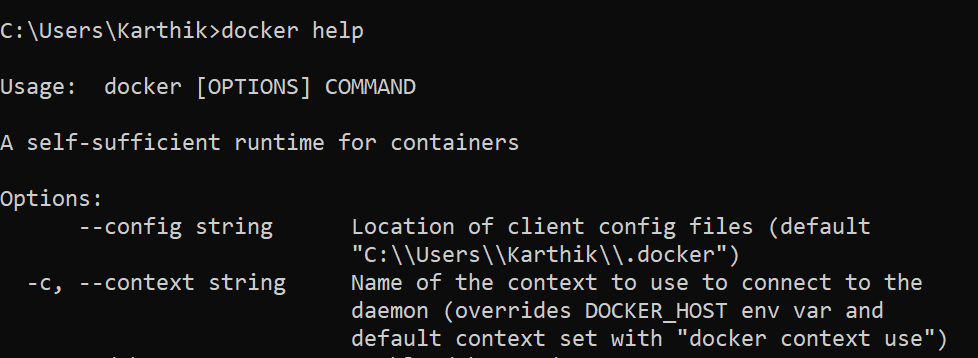 C:\Users\Karthik>docker help
Usage:  docker [OPTIONS] COMMAND
A self-sufficient runtime for containers
Options:
      --config string      Location of client config files (default
                           "C:\\Users\\Karthik\\.docker")
  -c, --context string     Name of the context to use to connect to the
                           daemon (overrides DOCKER_HOST env var and
                           default context set with "docker context use")